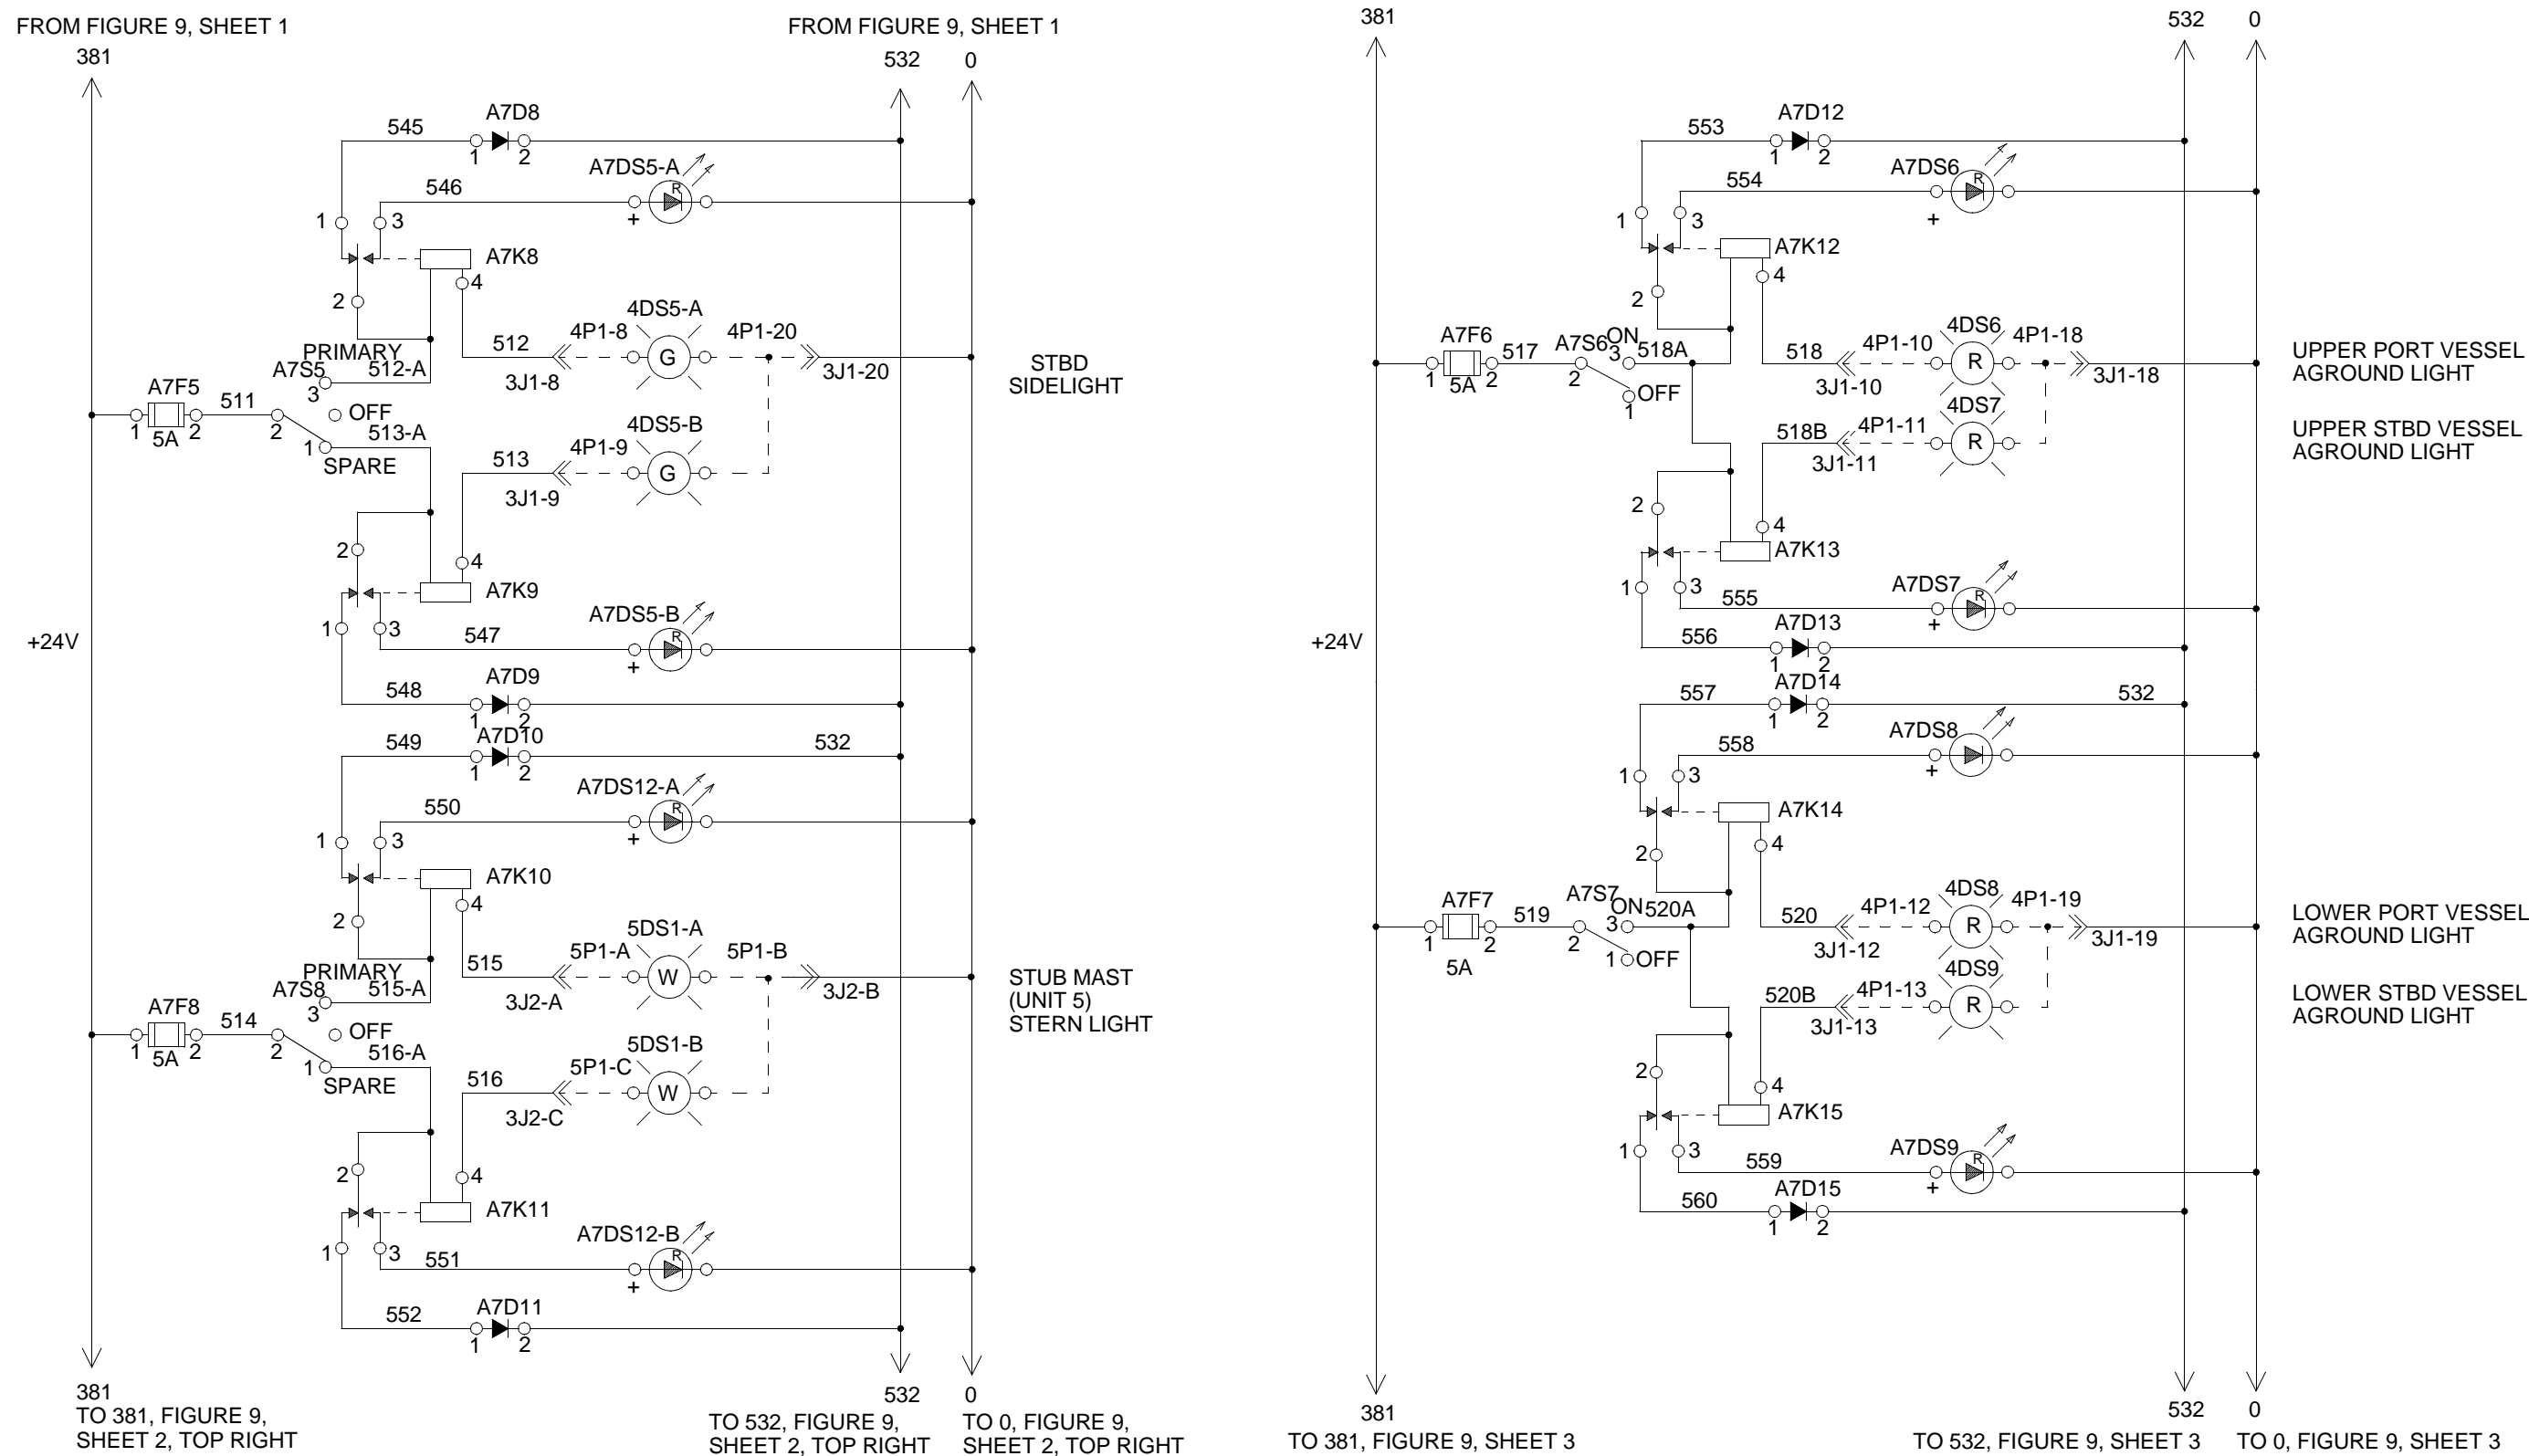 FROM FIGURE 9, SHEET 1
381
FROM FIGURE 9, SHEET 1
532
0
545
A7D8
1
2
A7DS5-A
R
546
+
1
3
A7K8
2
4
4DS5-A
512
4P1-8
G
4P1-20
3J1-8
3J1-20
STBD
SIDELIGHT
PRIMARY
A7S5
512-A
3
A7F5
511
OFF
1
5A
2
2
513-A
1
SPARE
4DS5-B
513
4P1-9
G
3J1-9
2
4
A7K9
1
3
A7DS5-B
R
547
+
+24V
548
A7D9
1
2
549
A7D10
532
1
2
A7DS12-A
R
550
+
1
3
A7K10
2
4
5DS1-A
515
5P1-A
W
5P1-B
3J2-A
3J2-B
STUB MAST
(UNIT 5)
STERN LIGHT
PRIMARY
A7S8
515-A
3
A7F8
514
OFF
1
5A
2
2
516-A
1
SPARE
5DS1-B
516
5P1-C
W
3J2-C
2
4
A7K11
1
3
A7DS12-B
R
551
+
552
A7D11
1
2
381
TO 381, FIGURE 9,
SHEET 2, TOP RIGHT
532
TO 532, FIGURE 9,
SHEET 2, TOP RIGHT
0
TO 0, FIGURE 9,
SHEET 2, TOP RIGHT
381
532
0
553
A7D12
1
2
A7DS6
R
554
+
1
3
A7K12
2
4
A7F6
517
A7S6
ON
3
518A
1
5A
2
2
OFF
1
4DS6
518
4P1-10
R
4P1-18
3J1-10
3J1-18
UPPER PORT VESSEL
AGROUND LIGHT
4DS7
518B
4P1-11
R
3J1-11
UPPER STBD VESSEL
AGROUND LIGHT
2
4
A7K13
1
3
A7DS7
R
555
+
+24V
556
A7D13
1
2
557
A7D14
532
1
2
A7DS8
558
+
1
3
A7K14
2
4
A7F7
519
A7S7
ON
3
520A
1
5A
2
2
1
OFF
4DS8
520
4P1-12
R
4P1-19
3J1-12
3J1-19
LOWER PORT VESSEL
AGROUND LIGHT
4DS9
520B
4P1-13
R
3J1-13
LOWER STBD VESSEL
AGROUND LIGHT
2
4
A7K15
1
3
A7DS9
R
559
+
560
A7D15
1
2
381
TO 381, FIGURE 9, SHEET 3
532
TO 532, FIGURE 9, SHEET 3
0
TO 0, FIGURE 9, SHEET 3